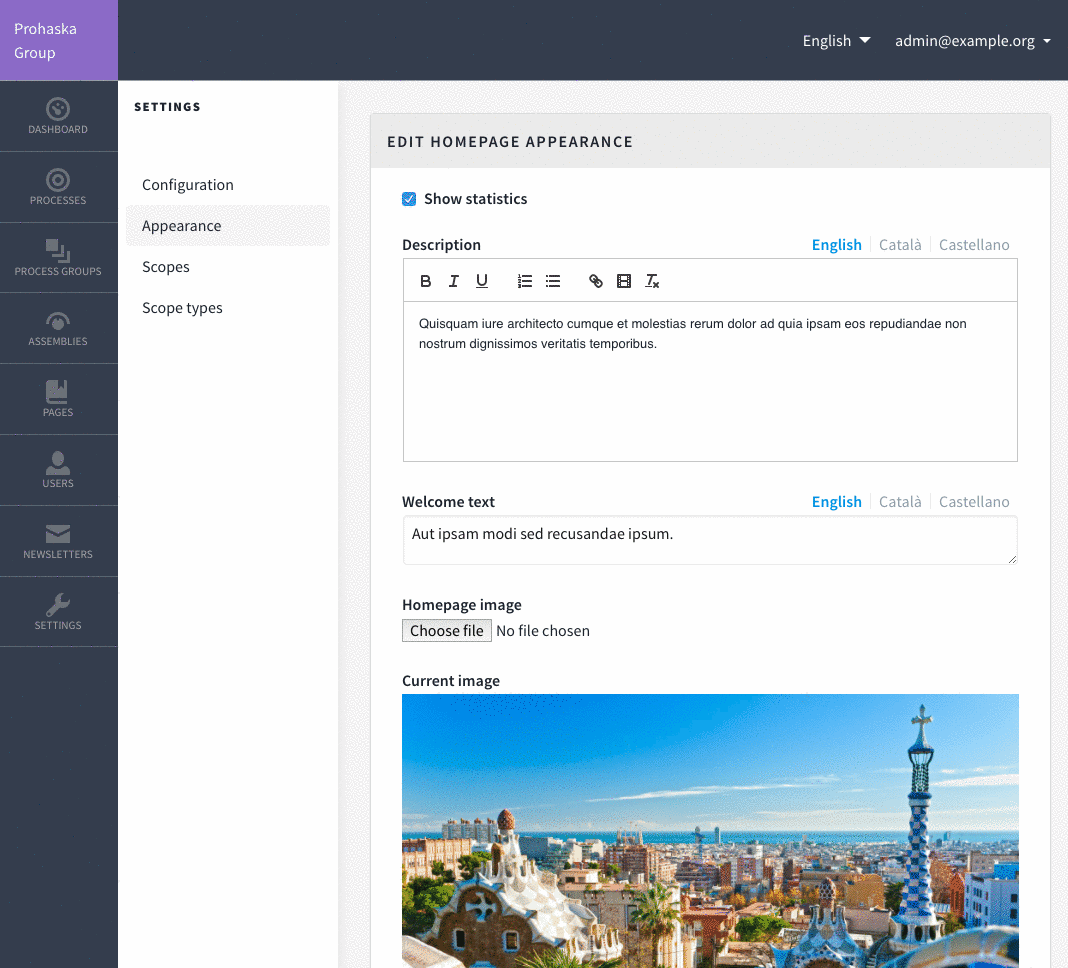 Prohaska
Group
English
admin@example.org
DASHBOARD
PROCESSES
PROCESS GROUPS
ASSEMBLIES
PAGES
USERS
NEWSLETTERS
SETTINGS
SETTINGS
Configuration
Appearance
Scopes
Scope types
EDIT HOMEPAGE APPEARANCE
Show statistics
Description
English Català Castellano
B I U
Quisquam iure architecto cumque et molestias rerum dolor ad quia ipsam eos repudiandae non
nostrum dignissimos veritatis temporibus.
Welcome text
English Català Castellano
Aut ipsam modi sed recusandae ipsum.
Homepage image
Choose file No file chosen
Current image